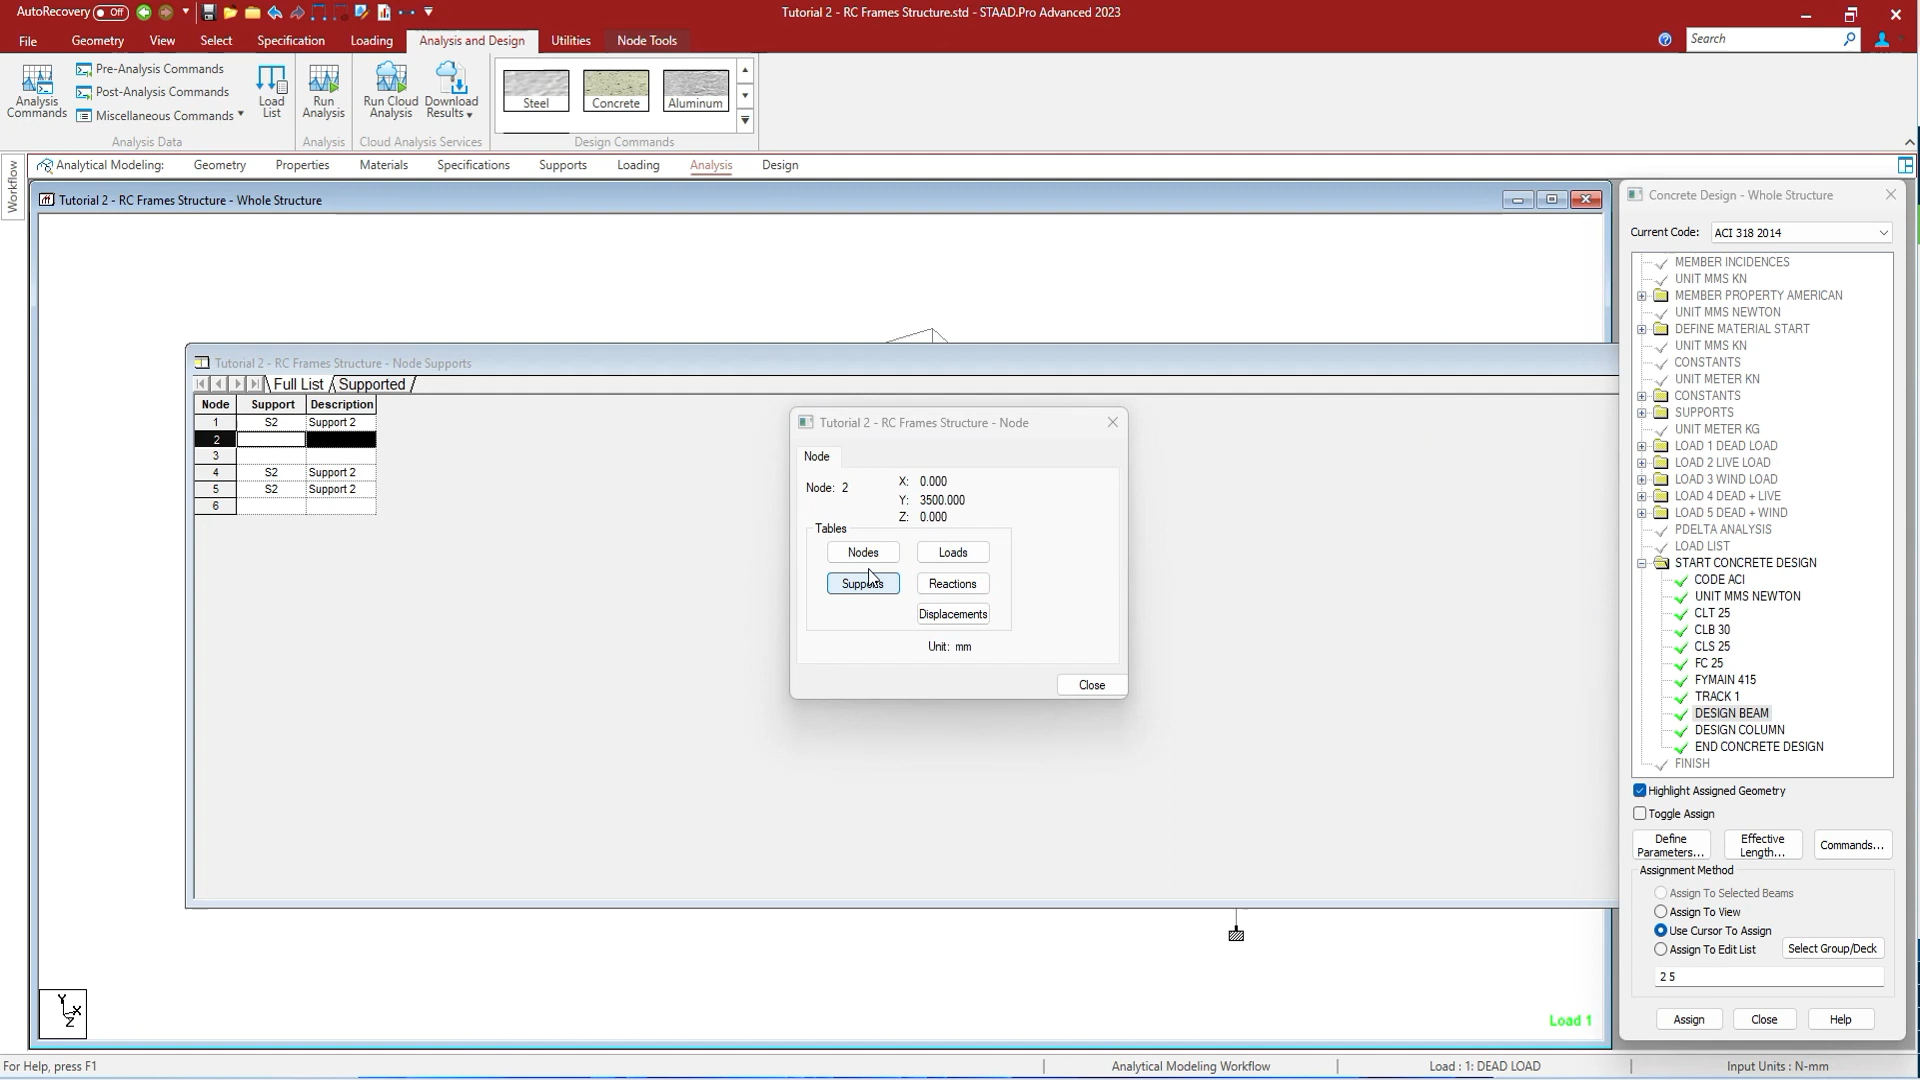 AutoRecovery Off
Tutorial 2 - RC Frames Structure.std - STAAD.Pro Advanced 2023
File Geometry View Select Specification Loading Analysis and Design Utilities Node Tools
Search
Analysis Commands
Pre-Analysis Commands
Post-Analysis Commands
Miscellaneous Commands
Load List
Run Analysis
Run Cloud Analysis
Download Results
Steel Concrete Aluminum
Analysis Data Analysis Cloud Analysis Services Design Commands
Workflow
Analytical Modeling: Geometry Properties Materials Specifications Supports Loading Analysis Design
Tutorial 2 - RC Frames Structure - Whole Structure
Tutorial 2 - RC Frames Structure - Node Supports
Full List Supported
Node Support Description
1 S2 Support 2
2
3
4 S2 Support 2
5 S2 Support 2
6
Tutorial 2 - RC Frames Structure - Node
Node
Node: 2
X: 0.000
Y: 3500.000
Z: 0.000
Tables
Nodes Loads
Supports Reactions
Displacements
Unit: mm
Close
Y
X
Z
Load 1
Concrete Design - Whole Structure
Current Code: ACI 318 2014
MEMBER INCIDENCES
UNIT MMS KN
MEMBER PROPERTY AMERICAN
UNIT MMS NEWTON
DEFINE MATERIAL START
UNIT MMS KN
CONSTANTS
UNIT METER KN
CONSTANTS
SUPPORTS
UNIT METER KG
LOAD 1 DEAD LOAD
LOAD 2 LIVE LOAD
LOAD 3 WIND LOAD
LOAD 4 DEAD + LIVE
LOAD 5 DEAD + WIND
PDELTA ANALYSIS
LOAD LIST
START CONCRETE DESIGN
CODE ACI
UNIT MMS NEWTON
CLT 25
CLB 30
CLS 25
FC 25
FYMAIN 415
TRACK 1
DESIGN BEAM
DESIGN COLUMN
END CONCRETE DESIGN
FINISH
Highlight Assigned Geometry
Toggle Assign
Define Parameters...
Effective Length...
Commands...
Assignment Method
Assign To Selected Beams
Assign To View
Use Cursor To Assign
Assign To Edit List
Select Group/Deck
2 5
Assign Close Help
For Help, press F1
Analytical Modeling Workflow
Load : 1: DEAD LOAD
Input Units : N-mm